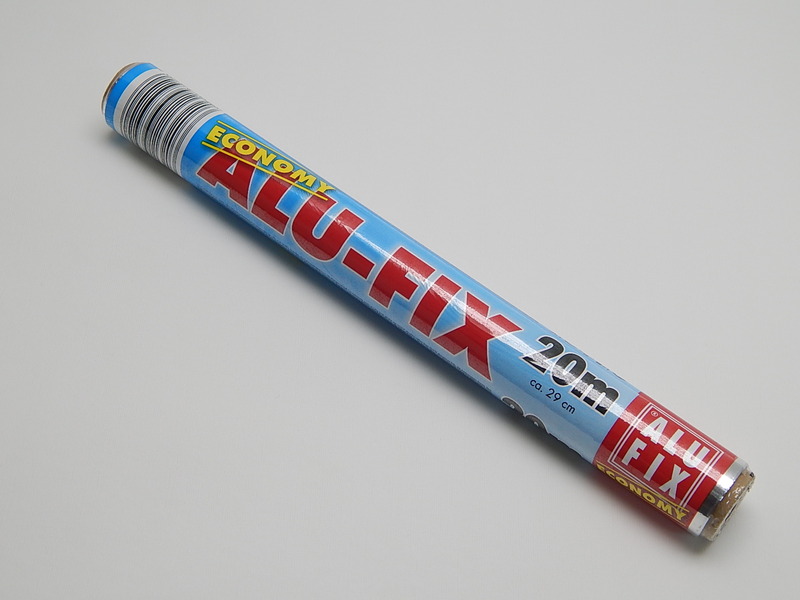 ECONOMY
ALU-FIX
20m
ca. 29 cm
®
ALU
FIX
ECONOMY